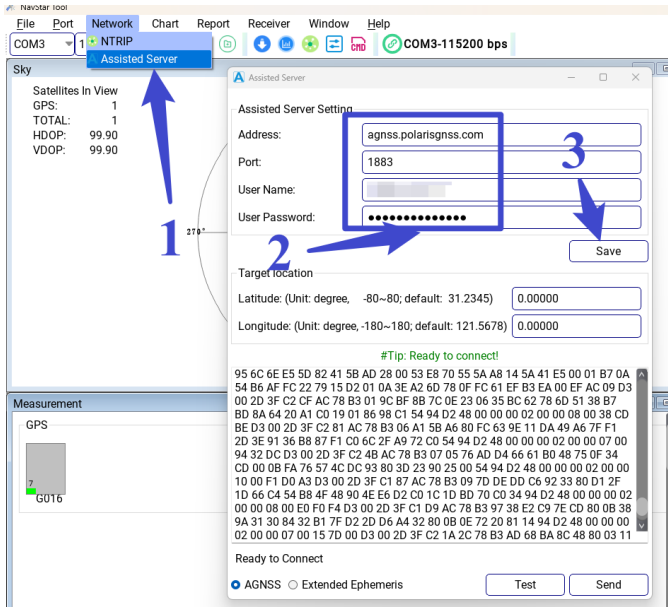 NavStar Tool
File Port Network Chart Report Receiver Window Help
COM3 1 NTRIP COM3-115200 bps
Assisted Server
Sky
Satellites In View
GPS: 1
TOTAL: 1
HDOP: 99.90
VDOP: 99.90
270°
1
Assisted Server
Assisted Server Setting
Address: agnss.polarisgnss.com
Port: 1883
3
User Name:
User Password: ●●●●●●●●●●●●●●
2
Save
Target location
Latitude: (Unit: degree, -80~80; default: 31.2345) 0.00000
Longitude: (Unit: degree, -180~180; default: 121.5678) 0.00000
#Tip: Ready to connect!
95 6C 6E E5 5D 82 41 5B AD 28 00 53 E8 70 55 5A A8 14 5A 41 E5 00 01 B7 0A
54 B6 AF FC 22 79 15 D2 01 0A 3E A2 6D 78 0F FC 61 EF B3 EA 00 EF AC 09 D3
00 2D 3F C2 CF AC 78 B3 01 9C BF 8B 7C 0E 23 06 35 BC 62 78 6D 51 38 B7
BD 8A 64 20 A1 C0 19 01 86 98 C1 54 94 D2 48 00 00 00 02 00 00 08 00 38 CD
BE D3 00 2D 3F C2 81 AC 78 B3 06 A1 5B A6 80 FC 63 9E 11 DA 49 A6 7F F1
2D 3E 91 36 B8 87 F1 C0 6C 2F A9 72 C0 54 94 D2 48 00 00 00 02 00 00 07 00
94 32 DC D3 00 2D 3F C2 4B AC 78 B3 07 05 76 AD D4 66 61 B0 48 75 0F 34
CD 00 0B FA 76 57 4C DC 93 80 3D 23 90 25 00 54 94 D2 48 00 00 00 02 00 00
10 00 F1 D0 A3 D3 00 2D 3F C1 87 AC 78 B3 09 7D DE DD C6 92 33 80 D1 2F
1D 66 C4 54 B8 4F 48 90 4E E6 D2 C0 1C 1D BD 70 C0 34 94 D2 48 00 00 00 02
00 00 08 00 E0 F0 F4 D3 00 2D 3F C1 D9 AC 78 B3 97 38 E2 C9 7E CD 80 0B 38
9A 31 30 84 32 B1 7F D2 2D D6 A4 32 80 0B 0E 72 20 81 14 94 D2 48 00 00 00
02 00 00 07 00 15 7D 00 D3 00 2D 3F C2 1A 2C 78 B3 AD 68 BA 8C 48 80 03 11
Ready to Connect
AGNSS Extended Ephemeris Test Send
Measurement
GPS
7
G016